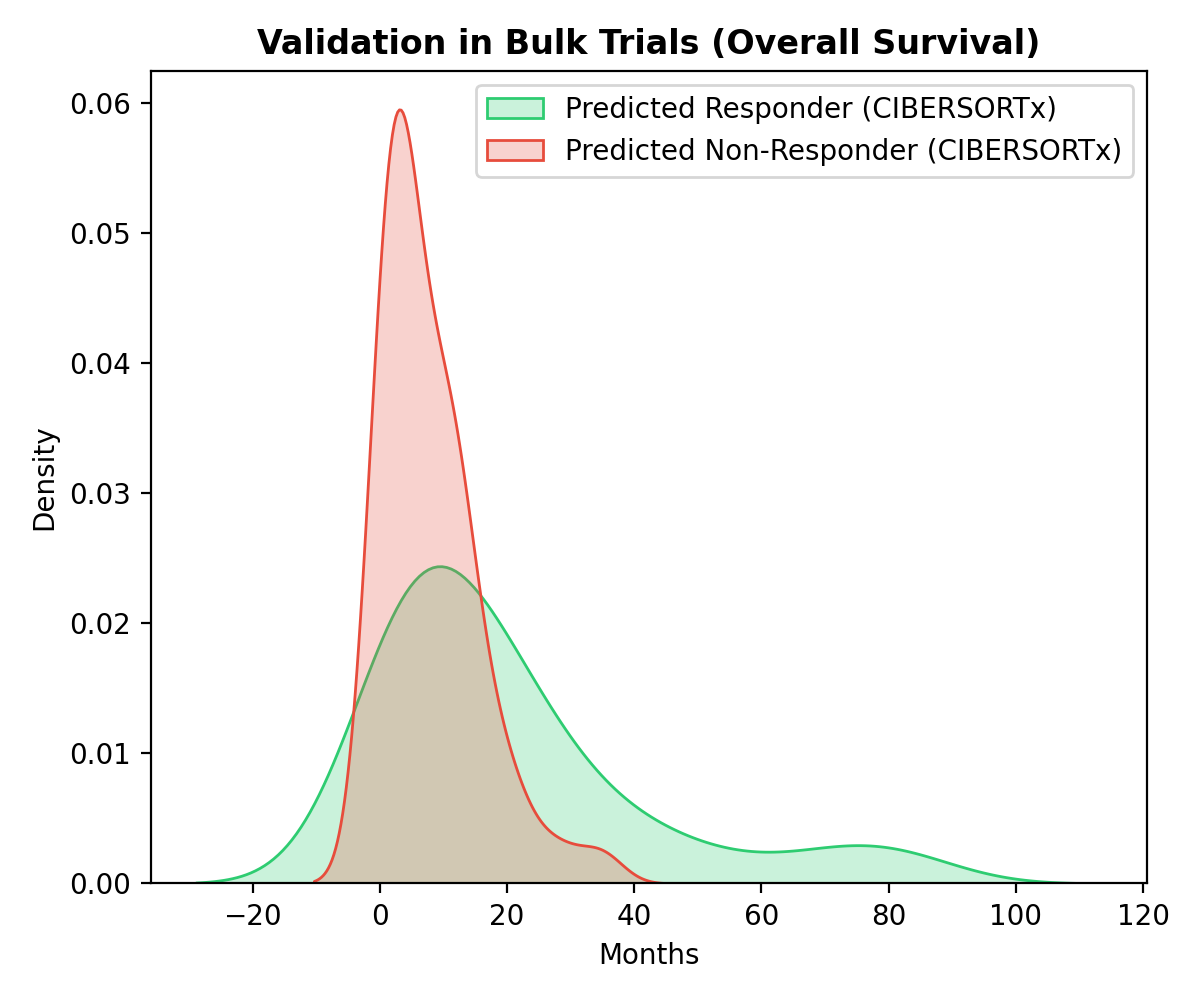 Validation in Bulk Trials (Overall Survival)
Predicted Responder (CIBERSORTx)
Predicted Non-Responder (CIBERSORTx)
0.06
0.05
0.04
0.03
0.02
0.01
0.00
Density
−20 0 20 40 60 80 100 120
Months